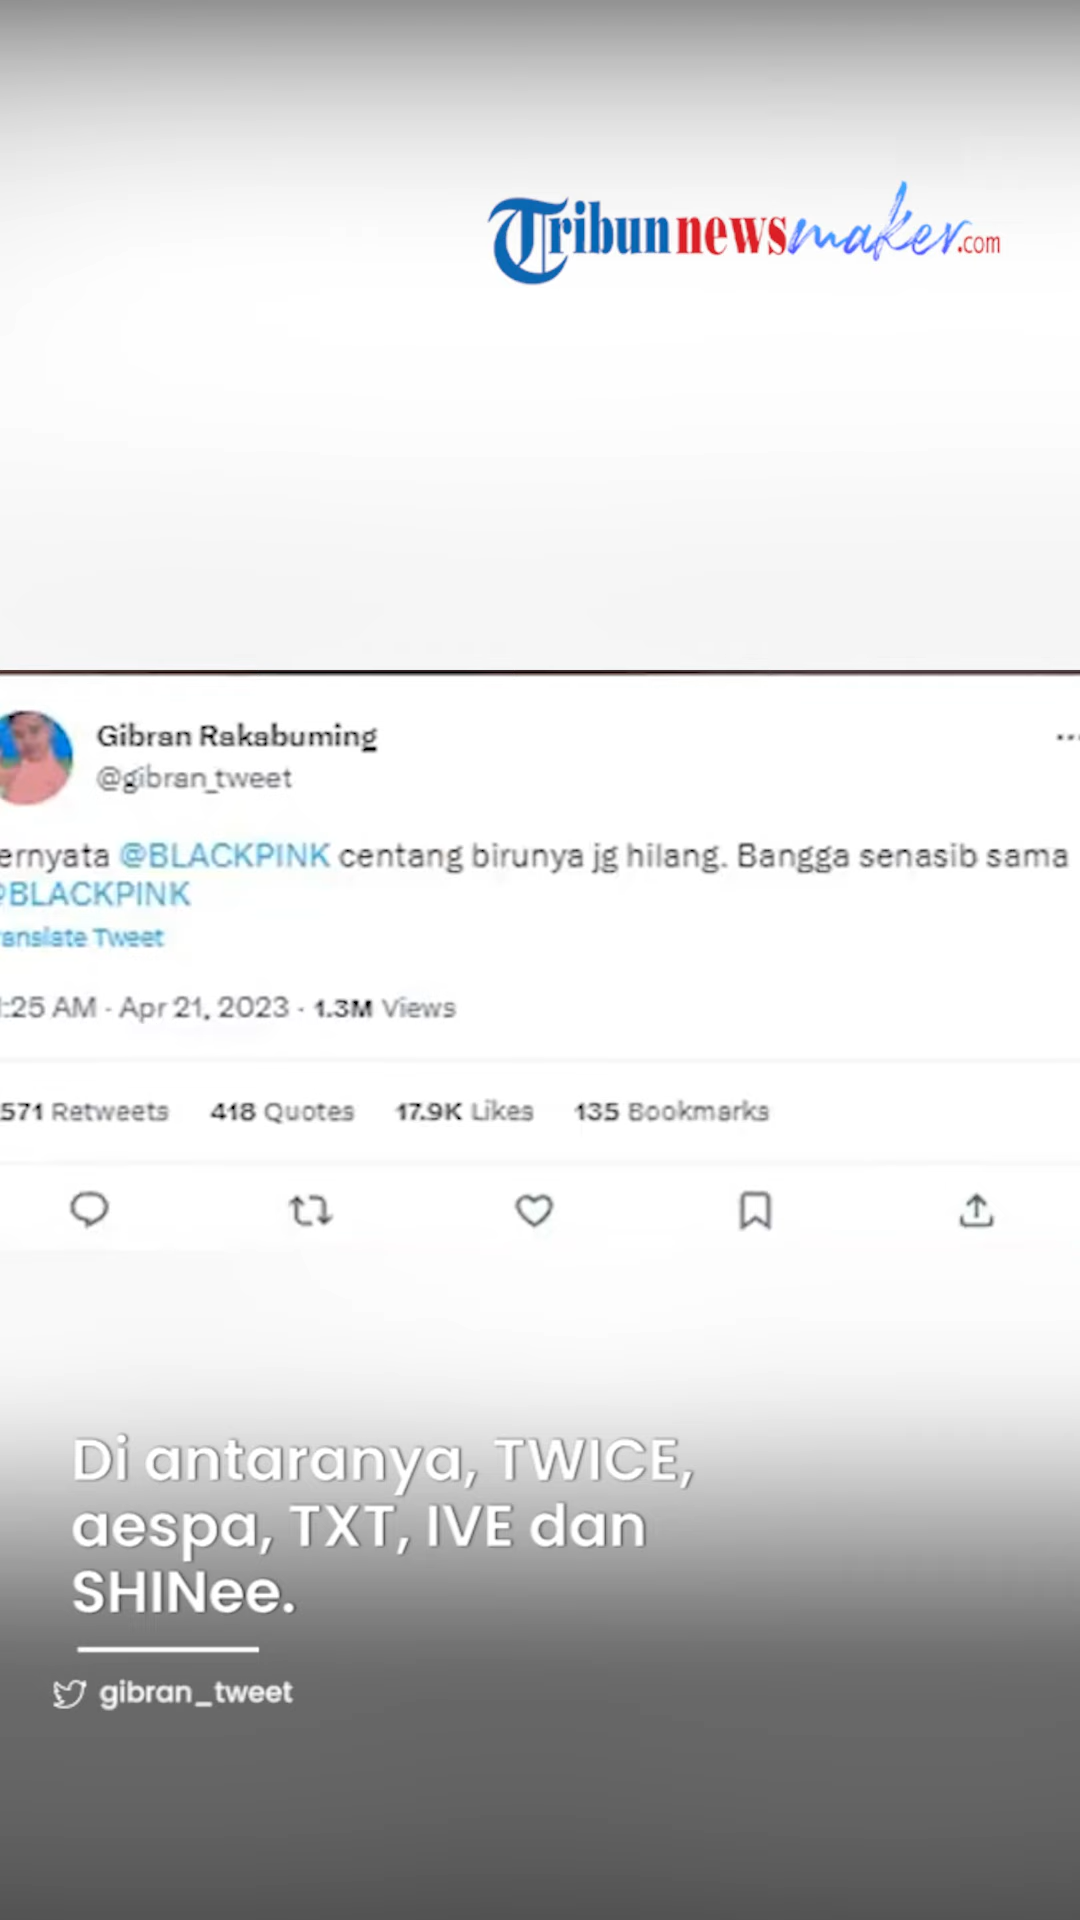 Tribunnewsmaker.com
Gibran Rakabuming
@gibran_tweet
ernyata @BLACKPINK centang birunya jg hilang. Bangga senasib sama
@BLACKPINK
anslate Tweet
:25 AM · Apr 21, 2023 · 1.3M Views
571 Retweets 418 Quotes 17.9K Likes 135 Bookmarks
Di antaranya, TWICE,
aespa, TXT, IVE dan
SHINee.
gibran_tweet